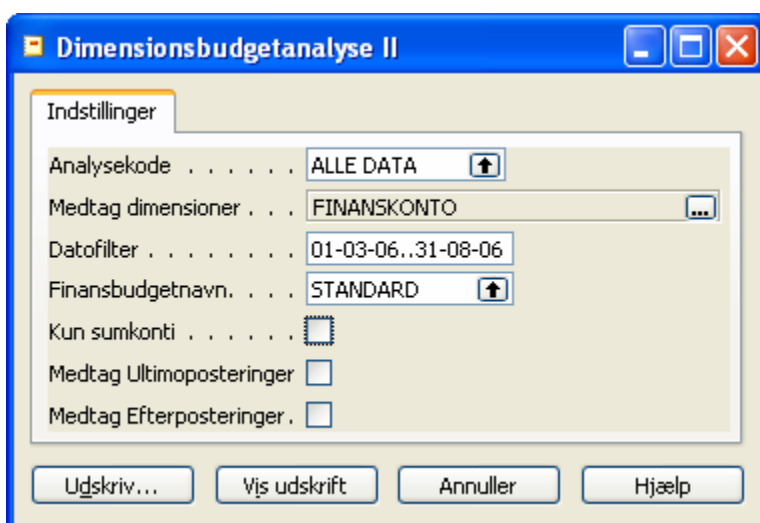 Dimensionsbudgetanalyse II
Indstillinger
Analysekode . . . . . . ALLE DATA
Medtag dimensioner . . . FINANSKONTO ...
Datofilter . . . . . . . . 01-03-06..31-08-06
Finansbudgetnavn. . . . STANDARD
Kun sumkonti . . . . . .
Medtag Ultimoposteringer
Medtag Efterposteringer .
Udskriv... Vis udskrift Annuller Hjælp